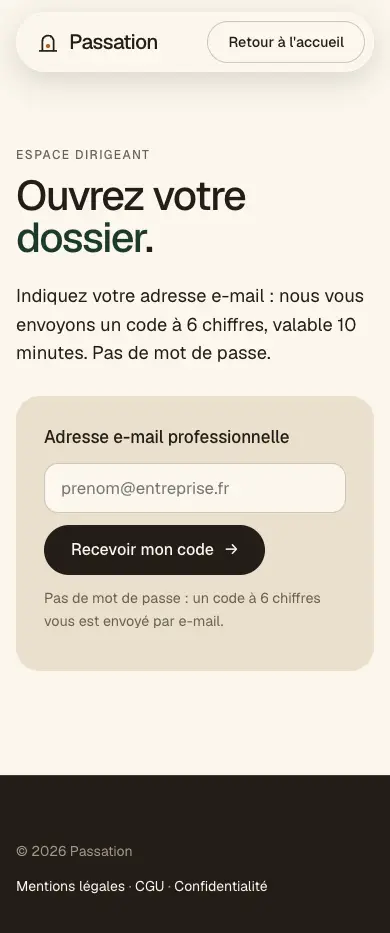 Passation
Retour à l'accueil
ESPACE DIRIGEANT
Ouvrez votre
dossier.
Indiquez votre adresse e-mail : nous vous
envoyons un code à 6 chiffres, valable 10
minutes. Pas de mot de passe.
Adresse e-mail professionnelle
prenom@entreprise.fr
Recevoir mon code →
Pas de mot de passe : un code à 6 chiffres
vous est envoyé par e-mail.
© 2026 Passation
Mentions légales · CGU · Confidentialité